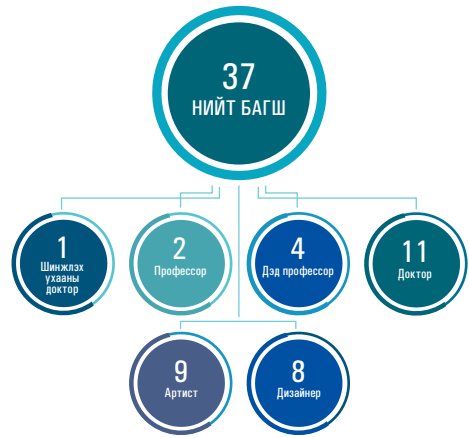 37
НИЙТ БАГШ
1
Шинжлэх
ухааны
доктор
2
Профессор
4
Дэд профессор
11
Доктор
9
Артист
8
Дизайнер